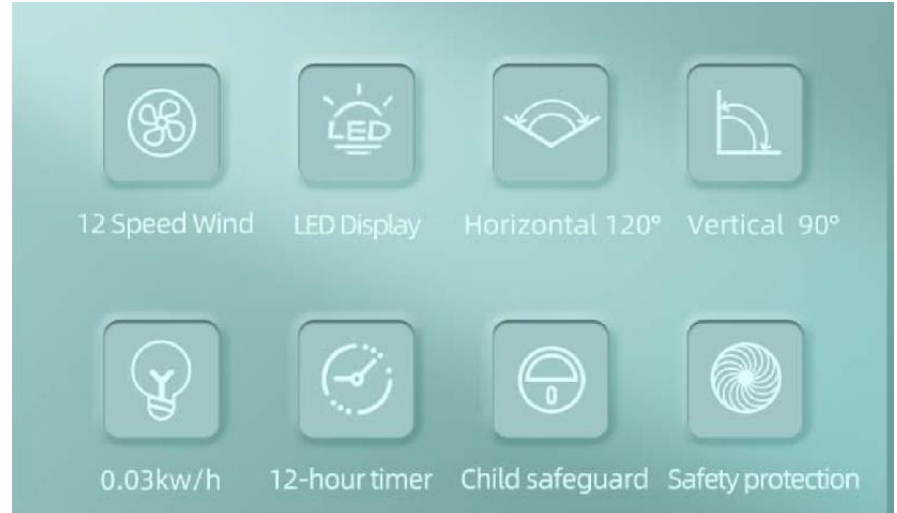 LED
12 Speed Wind
LED Display
Horizontal 120°
Vertical 90°
0
0.03kw/h
12-hour timer
Child safeguard
Safety protection